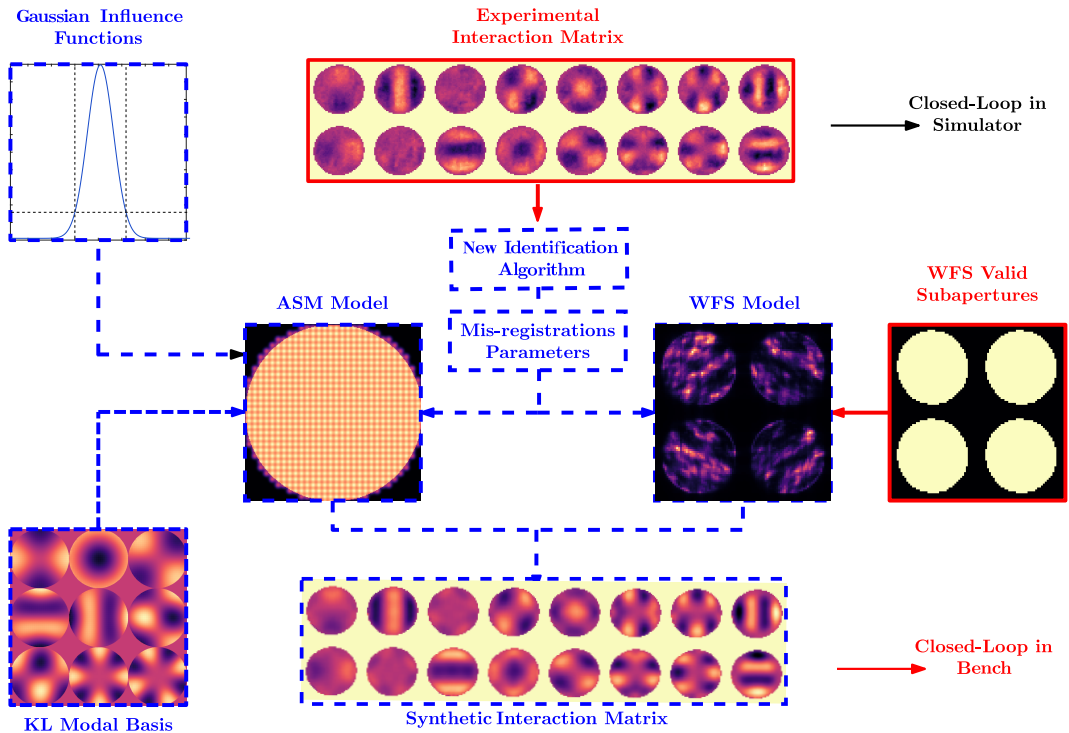 Gaussian Influence
Functions
Experimental
Interaction Matrix
Closed-Loop in
Simulator
New Identification
Algorithm
ASM Model
Mis-registrations
Parameters
WFS Model
WFS Valid
Subapertures
KL Modal Basis
Synthetic Interaction Matrix
Closed-Loop in
Bench